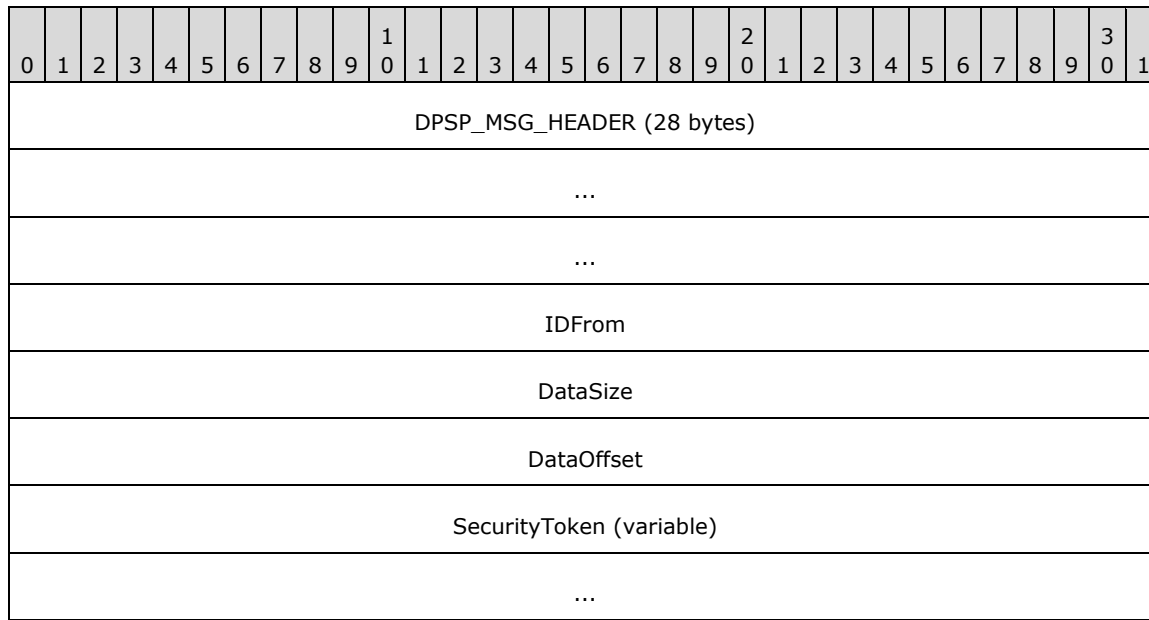 1 2 3
0 1 2 3 4 5 6 7 8 9 0 1 2 3 4 5 6 7 8 9 0 1 2 3 4 5 6 7 8 9 0 1
DPSP_MSG_HEADER (28 bytes)
...
...
IDFrom
DataSize
DataOffset
SecurityToken (variable)
...